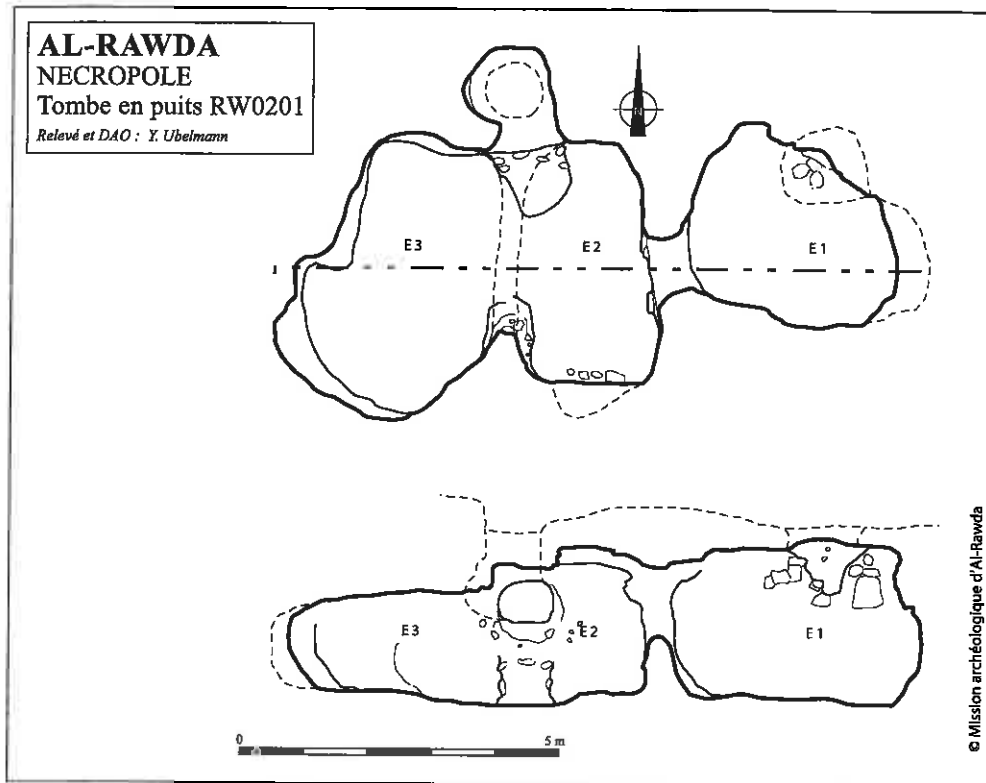 AL-RAWDA
NECROPOLE
Tombe en puits RW0201
Relevé et DAO : Y. Ubelmann
N
E3
E2
E1
E3
E2
E1
0
5 m
© Mission archéologique d'Al-Rawda